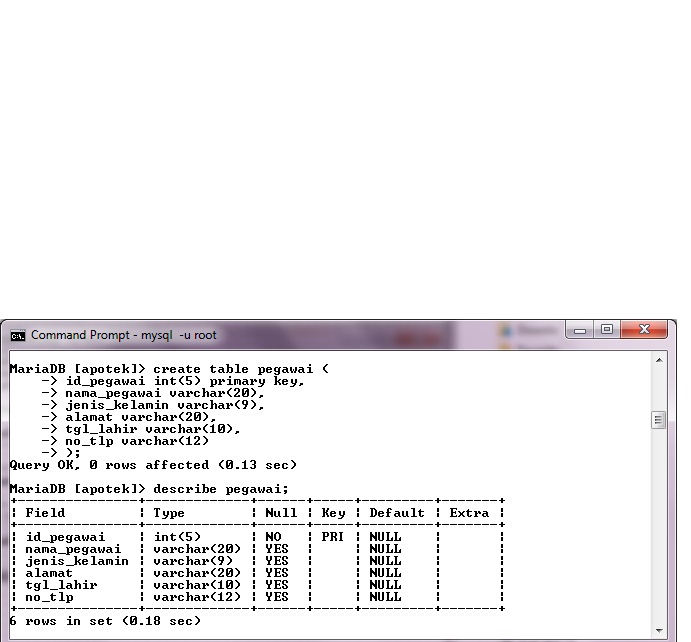 Command Prompt - mysql -u root
MariaDB [apotek]> create table pegawai (
    -> id_pegawai int(5) primary key,
    -> nama_pegawai varchar(20),
    -> jenis_kelamin varchar(9),
    -> alamat varchar(20),
    -> tgl_lahir varchar(10),
    -> no_tlp varchar(12)
    -> );
Query OK, 0 rows affected (0.13 sec)
MariaDB [apotek]> describe pegawai;
+---------------+-------------+------+-----+---------+-------+
| Field         | Type        | Null | Key | Default | Extra |
+---------------+-------------+------+-----+---------+-------+
| id_pegawai    | int(5)      | NO   | PRI | NULL    |       |
| nama_pegawai  | varchar(20) | YES  |     | NULL    |       |
| jenis_kelamin | varchar(9)  | YES  |     | NULL    |       |
| alamat        | varchar(20) | YES  |     | NULL    |       |
| tgl_lahir     | varchar(10) | YES  |     | NULL    |       |
| no_tlp        | varchar(12) | YES  |     | NULL    |       |
+---------------+-------------+------+-----+---------+-------+
6 rows in set (0.18 sec)